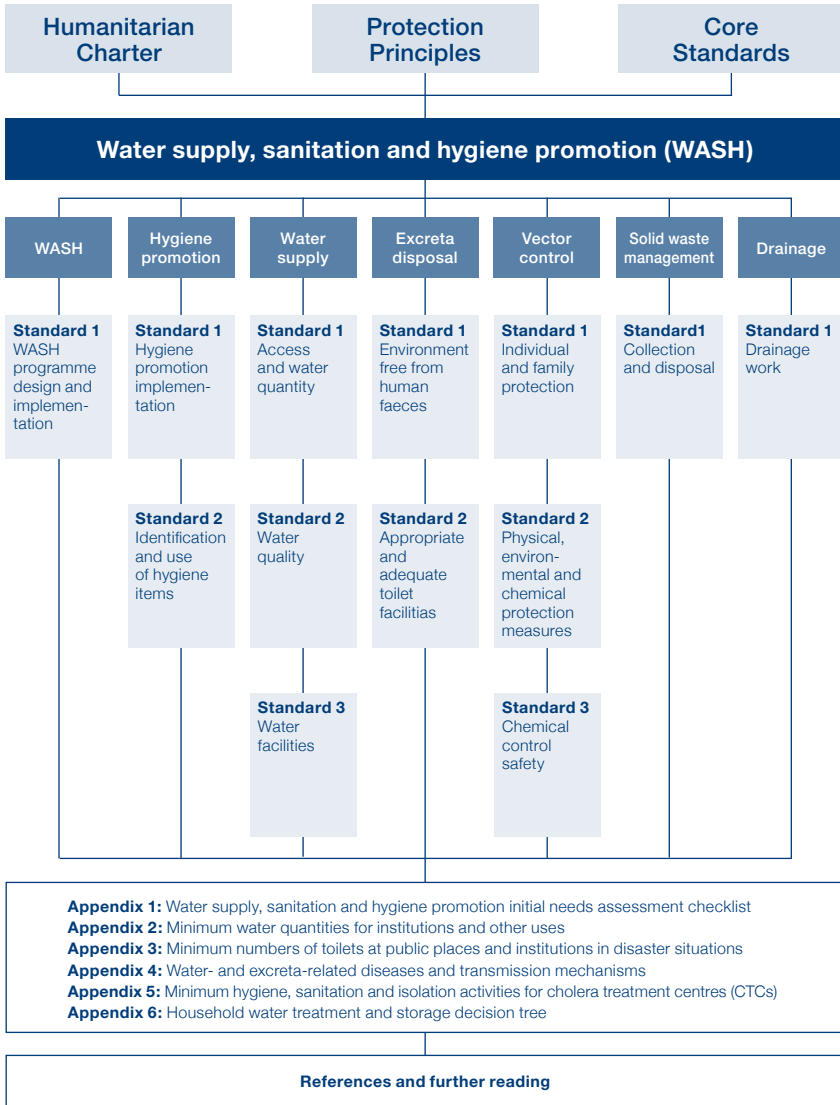 Humanitarian
Charter
Protection
Principles
Core
Standards
Water supply, sanitation and hygiene promotion (WASH)
WASH
Hygiene
promotion
Water
supply
Excreta
disposal
Vector
control
Solid waste
management
Drainage
Standard 1
WASH
programme
design and
implemen-
tation
Standard 1
Hygiene
promotion
implemen-
tation
Standard 1
Access
and water
quantity
Standard 1
Environment
free from
human
faeces
Standard 1
Individual
and family
protection
Standard1
Collection
and disposal
Standard 1
Drainage
work
Standard 2
Identification
and use
of hygiene
items
Standard 2
Water
quality
Standard 2
Appropriate
and
adequate
toilet
facilitias
Standard 2
Physical,
environ-
mental and
chemical
protection
measures
Standard 3
Water
facilities
Standard 3
Chemical
control
safety
Appendix 1: Water supply, sanitation and hygiene promotion initial needs assessment checklist
Appendix 2: Minimum water quantities for institutions and other uses
Appendix 3: Minimum numbers of toilets at public places and institutions in disaster situations
Appendix 4: Water- and excreta-related diseases and transmission mechanisms
Appendix 5: Minimum hygiene, sanitation and isolation activities for cholera treatment centres (CTCs)
Appendix 6: Household water treatment and storage decision tree
References and further reading